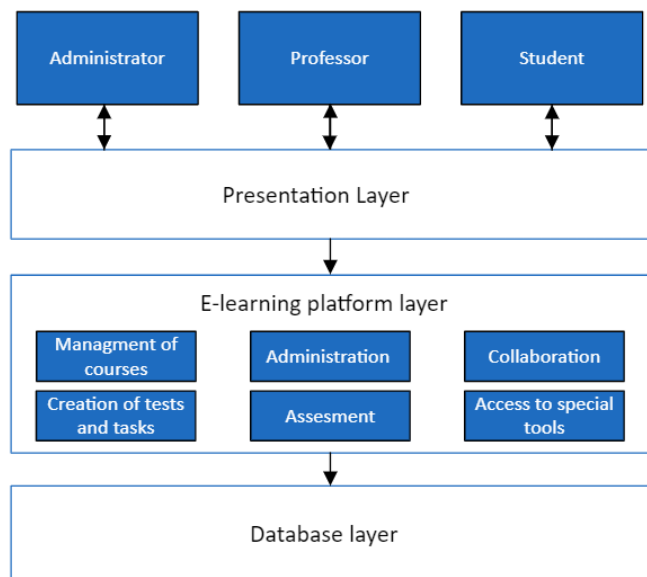 Administrator
Professor
Student
Presentation Layer
E-learning platform layer
Managment of
courses
Administration
Collaboration
Creation of tests
and tasks
Assesment
Access to special
tools
Database layer